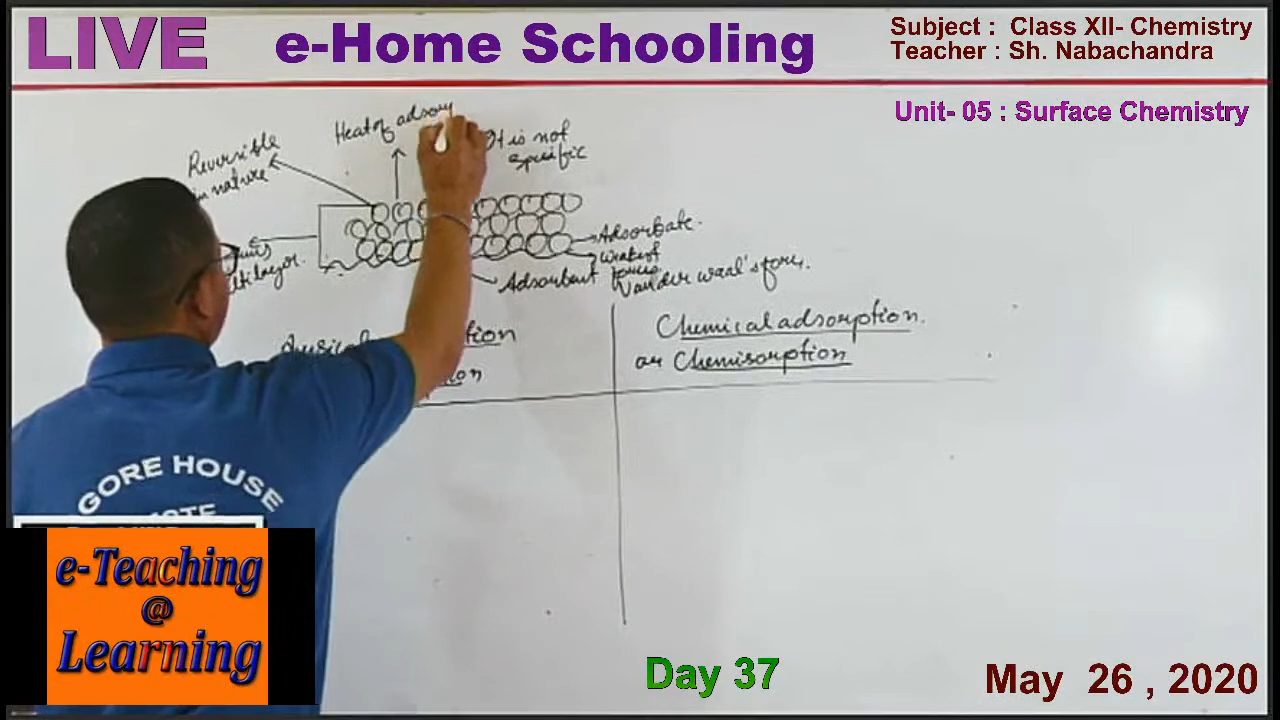 LIVE
e-Home Schooling
Subject : Class XII- Chemistry
Teacher : Sh. Nabachandra
Unit- 05 : Surface Chemistry
Heat of adsorp
Reversible
in nature
It is not
specific
Adsorbate.
Weakest
forces
Vander waal's force.
Adsorbent
Chemical adsorption.
or Chemisorption
GORE HOUSE
e-Teaching
@
Learning
Day 37
May 26 , 2020